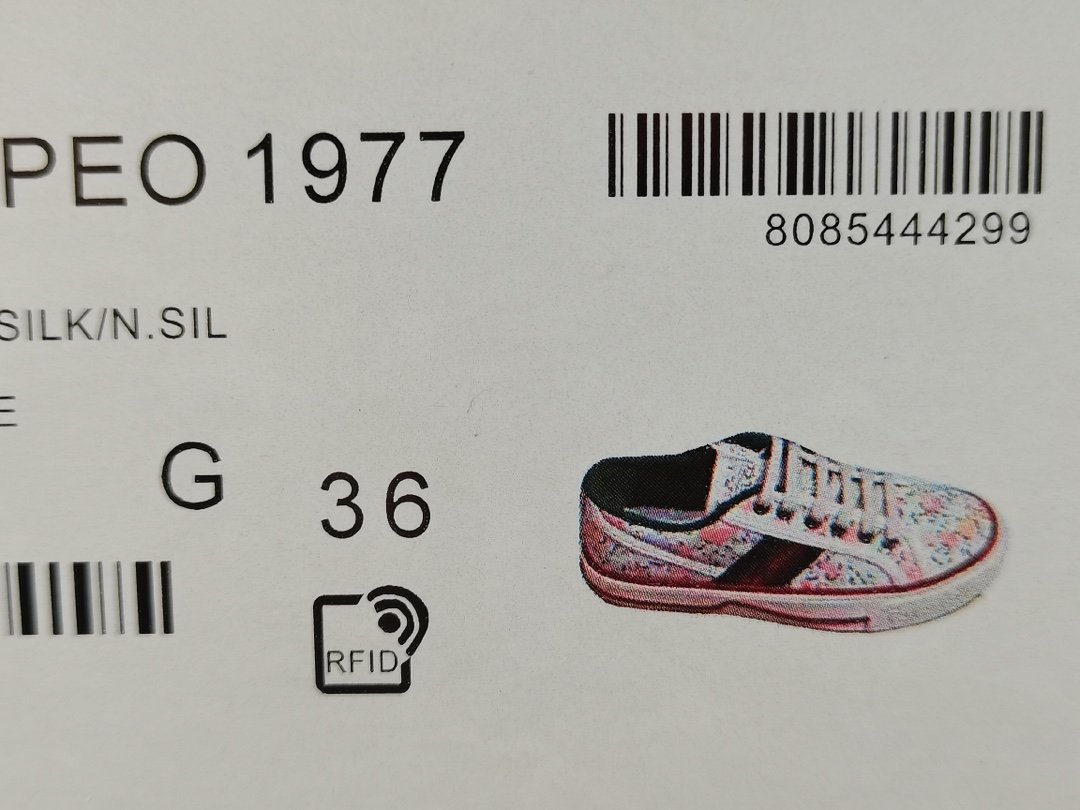 PEO 1977
8085444299
SILK/N.SIL
E
G 36
RFID